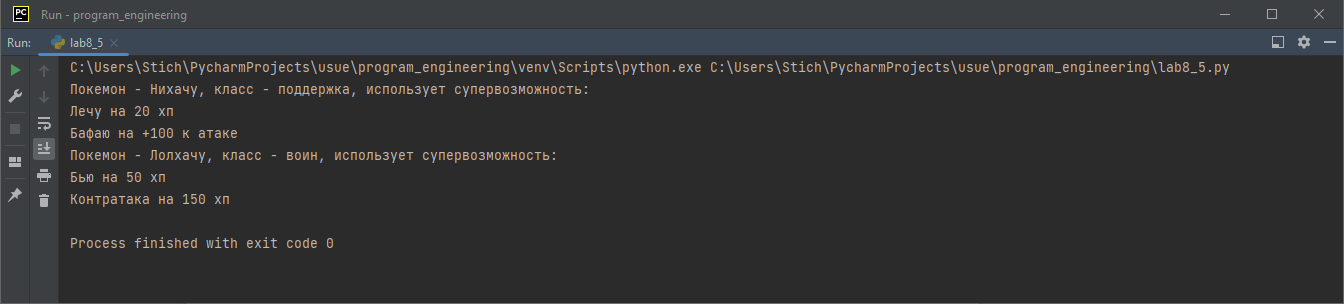 PC Run - program_engineering
Run: lab8_5
C:\Users\Stich\PycharmProjects\usue\program_engineering\venv\Scripts\python.exe C:\Users\Stich\PycharmProjects\usue\program_engineering\lab8_5.py
Покемон - Нихачу, класс - поддержка, использует супервозможность:
Лечу на 20 хп
Бафаю на +100 к атаке
Покемон - Лолхачу, класс - воин, использует супервозможность:
Бью на 50 хп
Контратака на 150 хп
Process finished with exit code 0